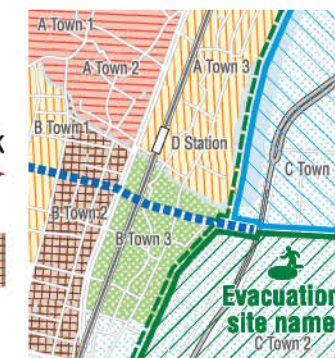 A Town 1
A Town 2
A Town 3
B Town 1
D Station
K
C Town
B Town 2
B Town 3
Evacuation
site name
C Town 2